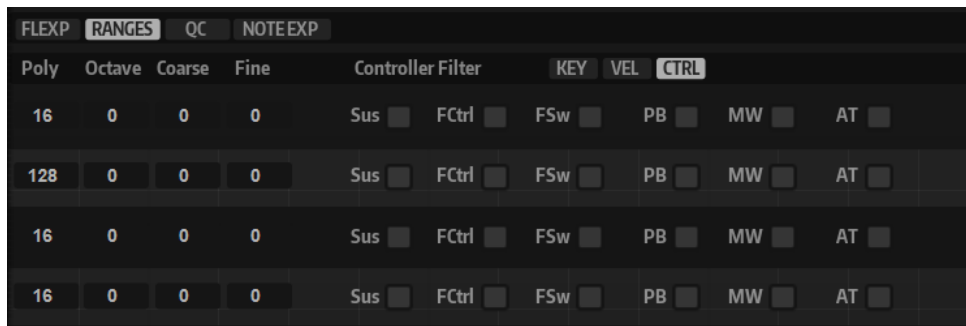 FLEXP RANGES QC NOTE EXP
Poly Octave Coarse Fine Controller Filter KEY VEL CTRL
16 0 0 0 Sus FCtrl FSw PB MW AT
128 0 0 0 Sus FCtrl FSw PB MW AT
16 0 0 0 Sus FCtrl FSw PB MW AT
16 0 0 0 Sus FCtrl FSw PB MW AT